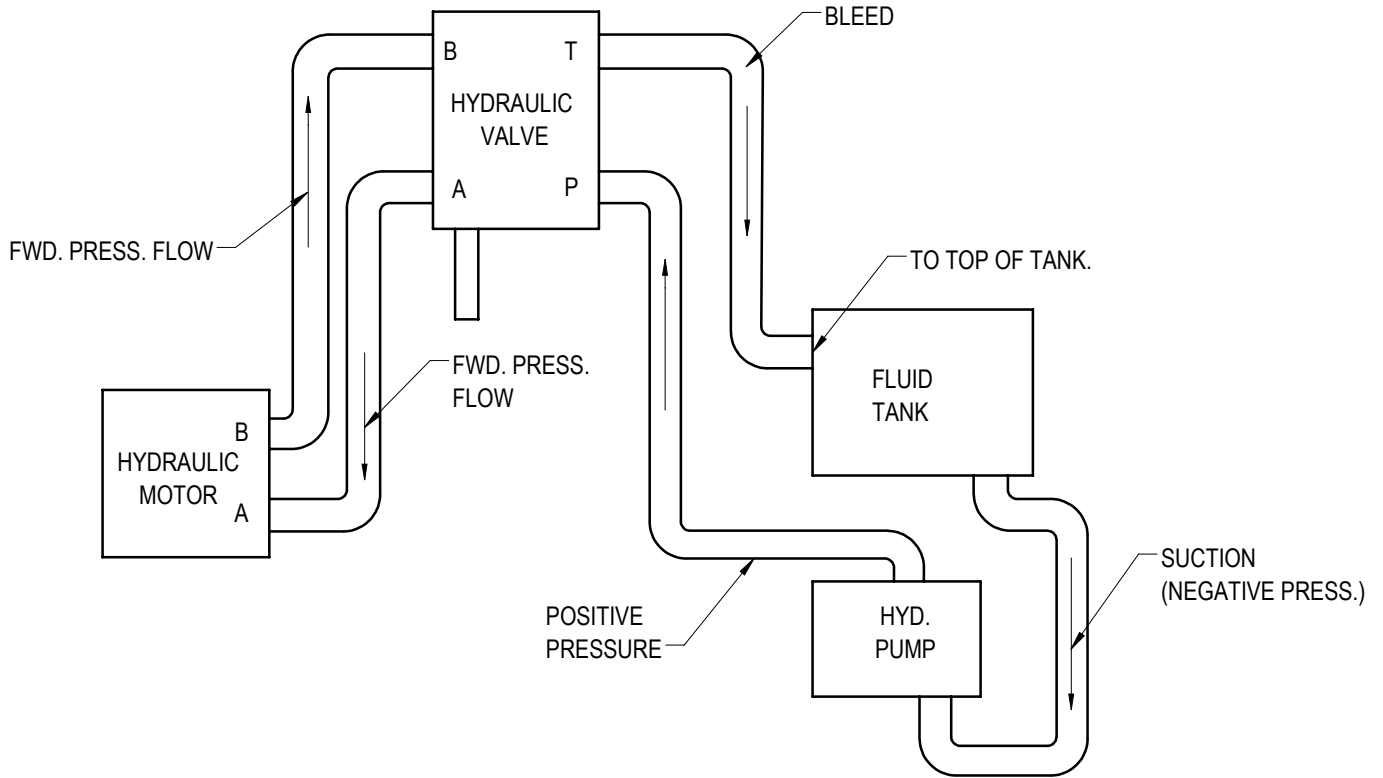 BLEED
B
T
HYDRAULIC
VALVE
A
P
FWD. PRESS. FLOW
TO TOP OF TANK.
FWD. PRESS.
FLOW
FLUID
TANK
B
HYDRAULIC
MOTOR
A
SUCTION
(NEGATIVE PRESS.)
POSITIVE
PRESSURE
HYD.
PUMP